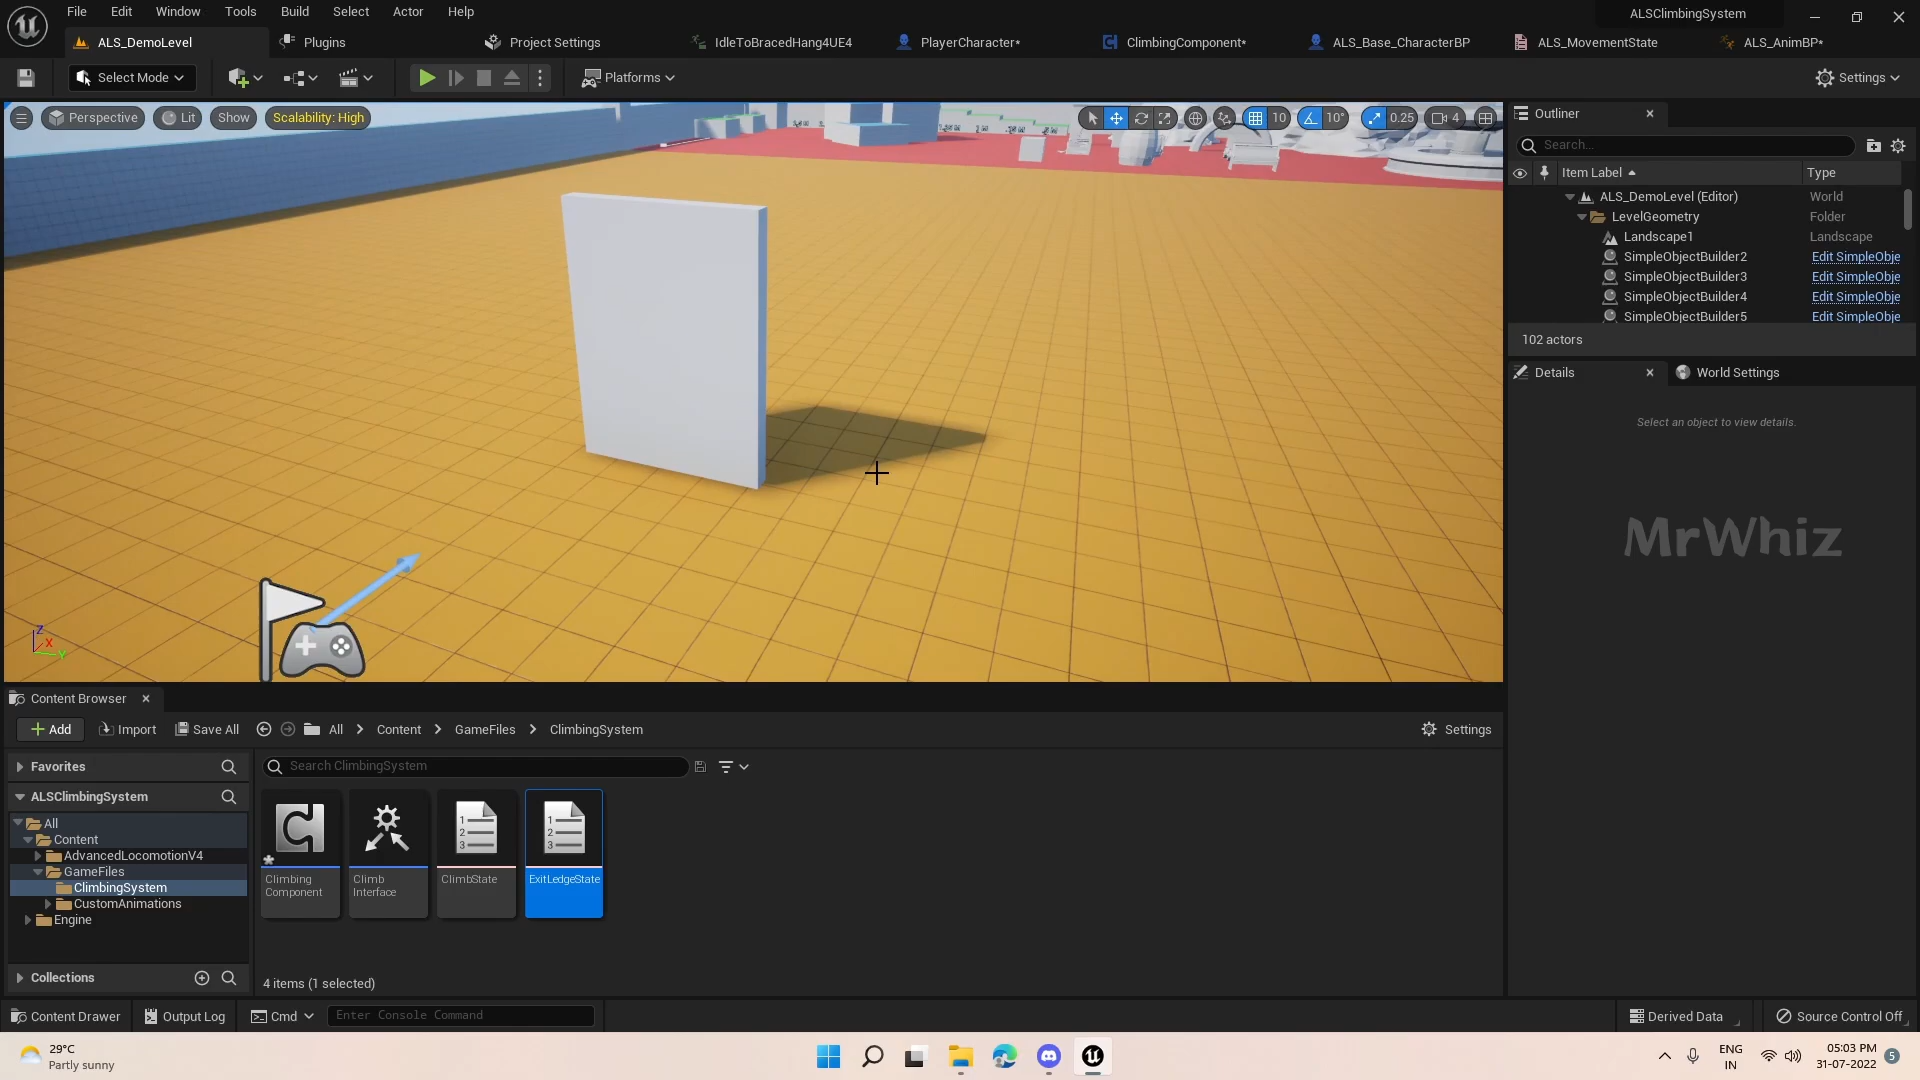 File Edit Window Tools Build Select Actor Help
ALSClimbingSystem
ALS_DemoLevel
Plugins
Project Settings
IdleToBracedHang4UE4
PlayerCharacter*
ClimbingComponent*
ALS_Base_CharacterBP
ALS_MovementState
ALS_AnimBP*
Select Mode
Platforms
Settings
Perspective
Lit
Show
Scalability: High
10
10°
0.25
4
Outliner
Search...
Item Label
Type
ALS_DemoLevel (Editor) World
LevelGeometry Folder
Landscape1 Landscape
SimpleObjectBuilder2 Edit SimpleObje
SimpleObjectBuilder3 Edit SimpleObje
SimpleObjectBuilder4 Edit SimpleObje
SimpleObjectBuilder5 Edit SimpleObje
102 actors
Details
World Settings
Select an object to view details.
MrWhiz
Z
X
Y
Content Browser
Add
Import
Save All
All > Content > GameFiles > ClimbingSystem
Settings
Favorites
Search ClimbingSystem
ALSClimbingSystem
All
Content
AdvancedLocomotionV4
GameFiles
ClimbingSystem
CustomAnimations
Engine
Climbing
Component
Climb
Interface
ClimbState
ExitLedgeState
Collections
4 items (1 selected)
Content Drawer
Output Log
Cmd
Enter Console Command
Derived Data
Source Control Off
29°C
Partly sunny
ENG
IN
05:03 PM
31-07-2022
5